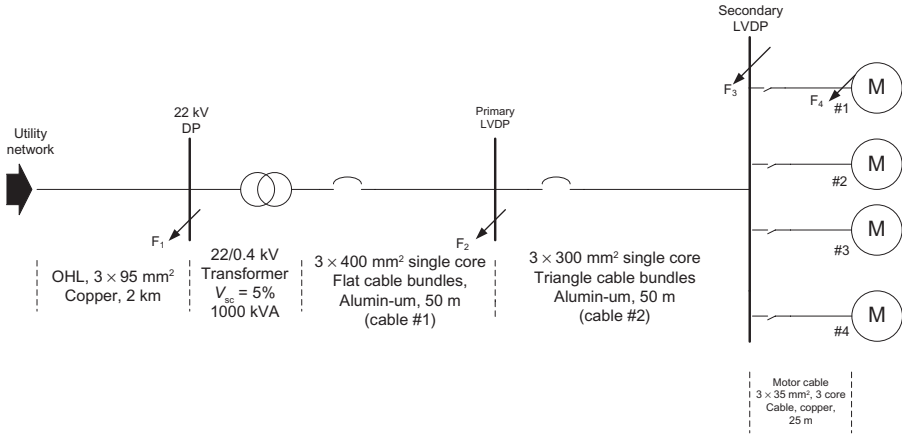 Secondary
LVDP
22 kV
DP
Primary
LVDP
Utility
network
F₁
F₂
F₃
F₄
M
#1
M
#2
M
#3
M
#4
OHL, 3 × 95 mm²
Copper, 2 km
22/0.4 kV
Transformer
Vsc = 5%
1000 kVA
3 × 400 mm² single core
Flat cable bundles,
Alumin-um, 50 m
(cable #1)
3 × 300 mm² single core
Triangle cable bundles
Alumin-um, 50 m
(cable #2)
Motor cable
3 × 35 mm², 3 core
Cable, copper,
25 m